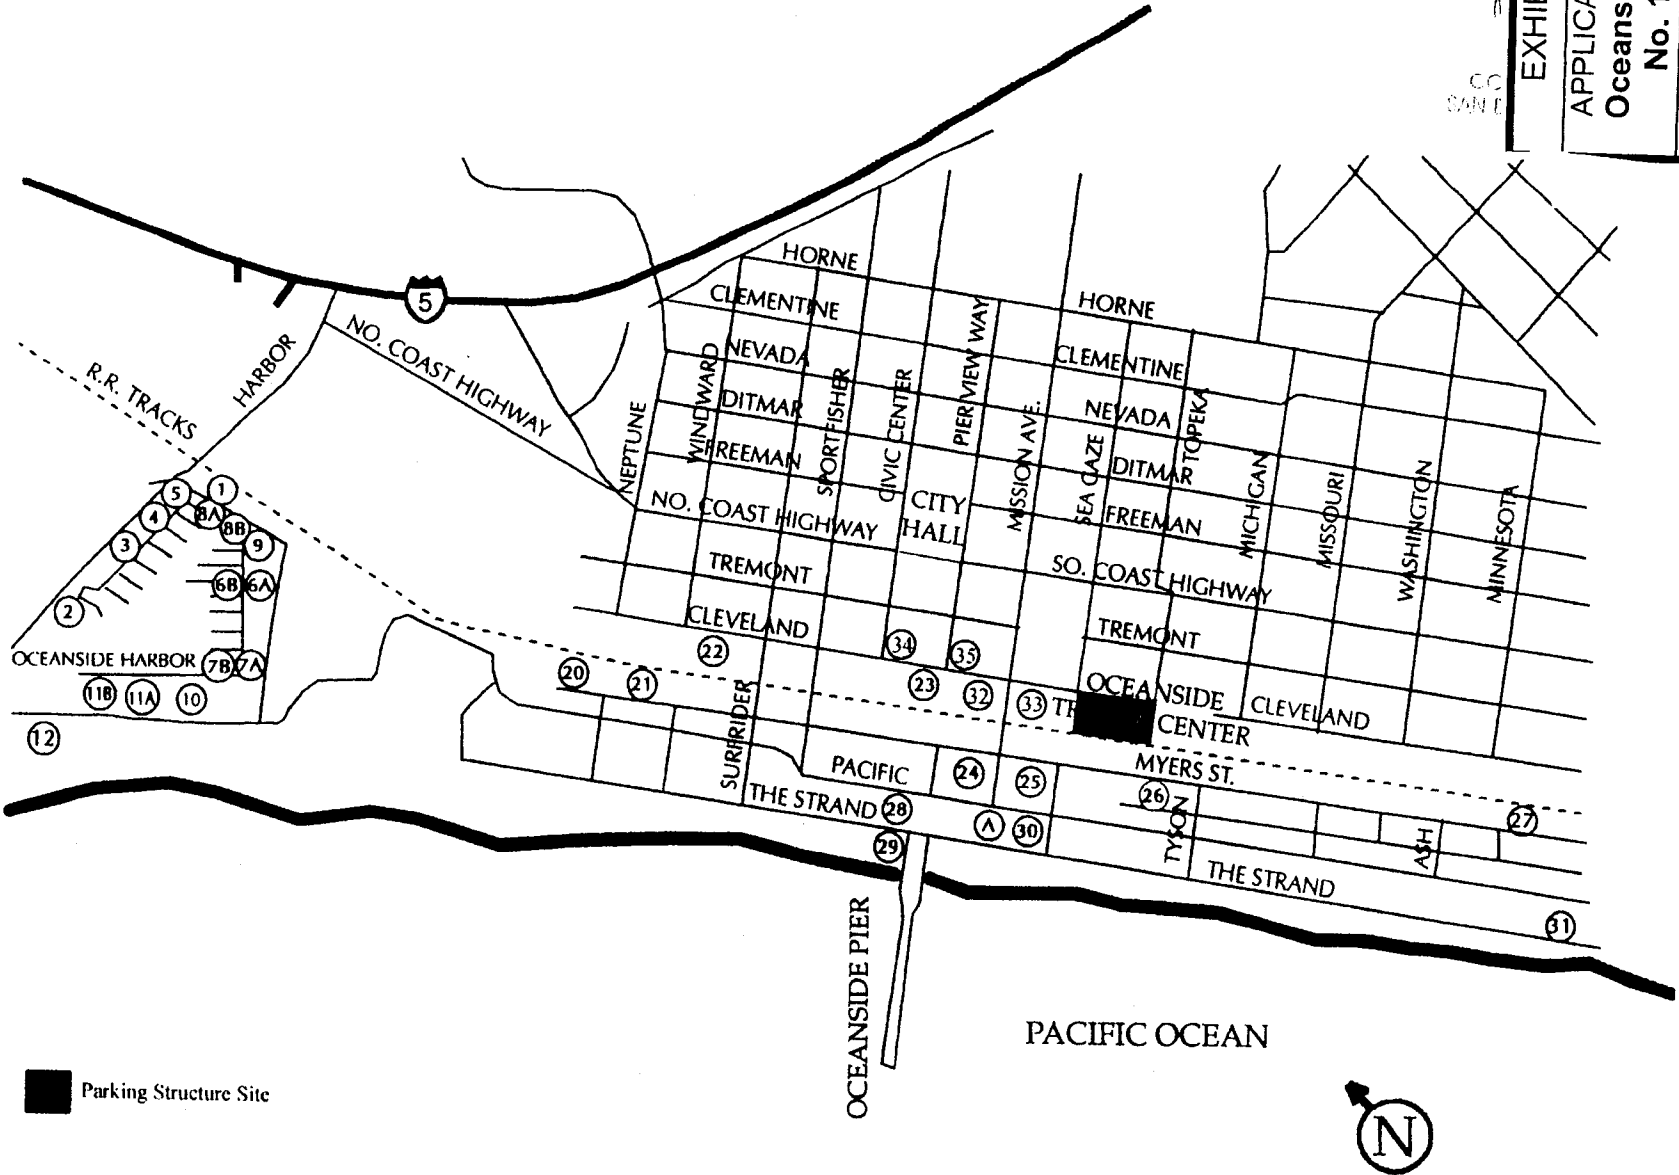 EXHI
APPLICA
Oceans
No. 1
CO
SAN
HORNE
CLEMENTINE
HORNE
5
NO. COAST HIGHWAY
HARBOR
R.R. TRACKS
NEVADA
CLEMENTINE
PIER VIEW WAY
WINDWARD
DITMAR
SPORTFISHER
CIVIC CENTER
NEVADA
TOPEKA
NEPTUNE
FREEMAN
MISSION AVE.
SEA GAZE
DITMAR
MICHIGAN
MISSOURI
WASHINGTON
MINNESOTA
NO. COAST HIGHWAY
CITY
HALL
FREEMAN
TREMONT
SO. COAST HIGHWAY
CLEVELAND
TREMONT
5
1
4
8A
8B
3
9
6B
6A
2
OCEANSIDE HARBOR
7B
7A
11B
11A
10
12
22
34
35
20
21
23
32
33
OCEANSIDE
TR
CENTER
CLEVELAND
SURFRIDER
PACIFIC
24
25
MYERS ST.
26
27
THE STRAND
28
A
30
TYSON
ASH
29
THE STRAND
31
OCEANSIDE PIER
PACIFIC OCEAN
Parking Structure Site
N